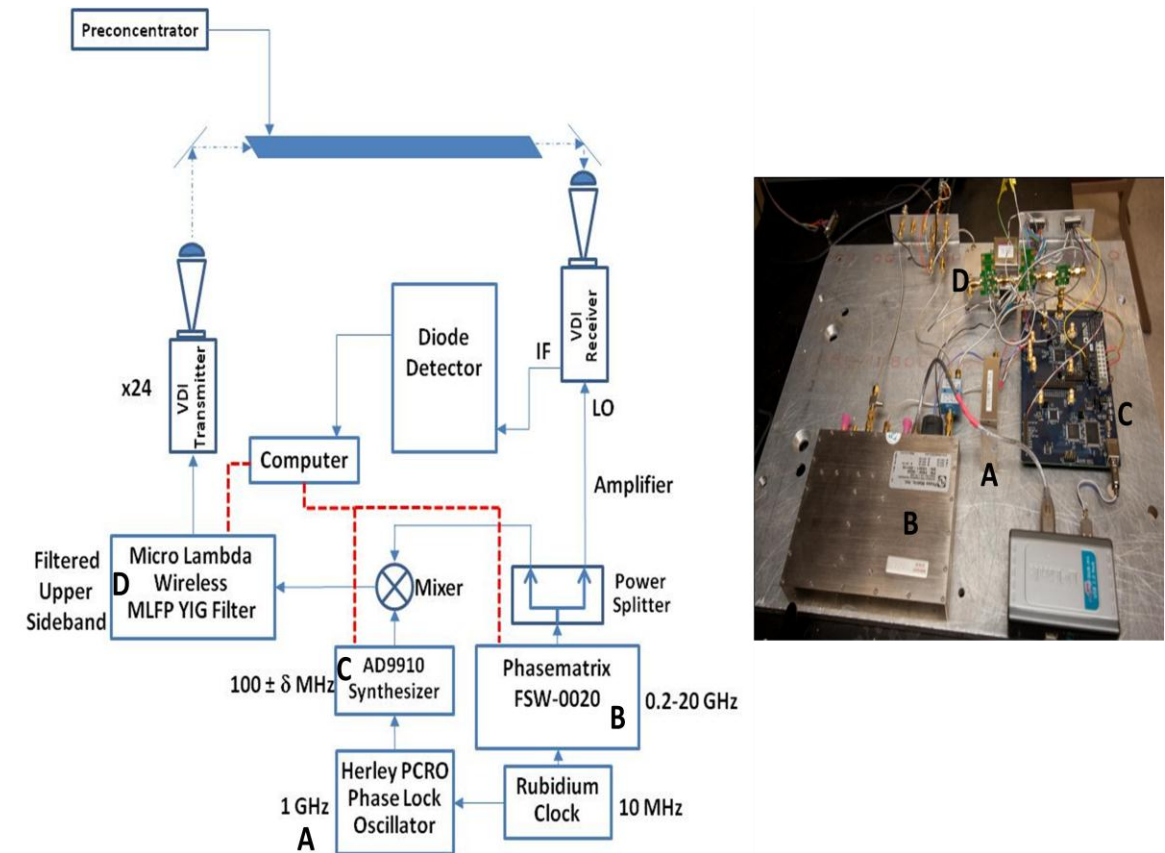 Preconcentrator
x24
VDI
Transmitter
Diode
Detector
IF
VDI
Receiver
LO
Computer
Amplifier
Filtered
Upper
Sideband
D
Micro Lambda
Wireless
MLFP YIG Filter
Mixer
Power
Splitter
100 ± δ MHz
C
AD9910
Synthesizer
Phasematrix
FSW-0020
B
0.2-20 GHz
1 GHz
A
Herley PCRO
Phase Lock
Oscillator
Rubidium
Clock
10 MHz
D
C
A
B